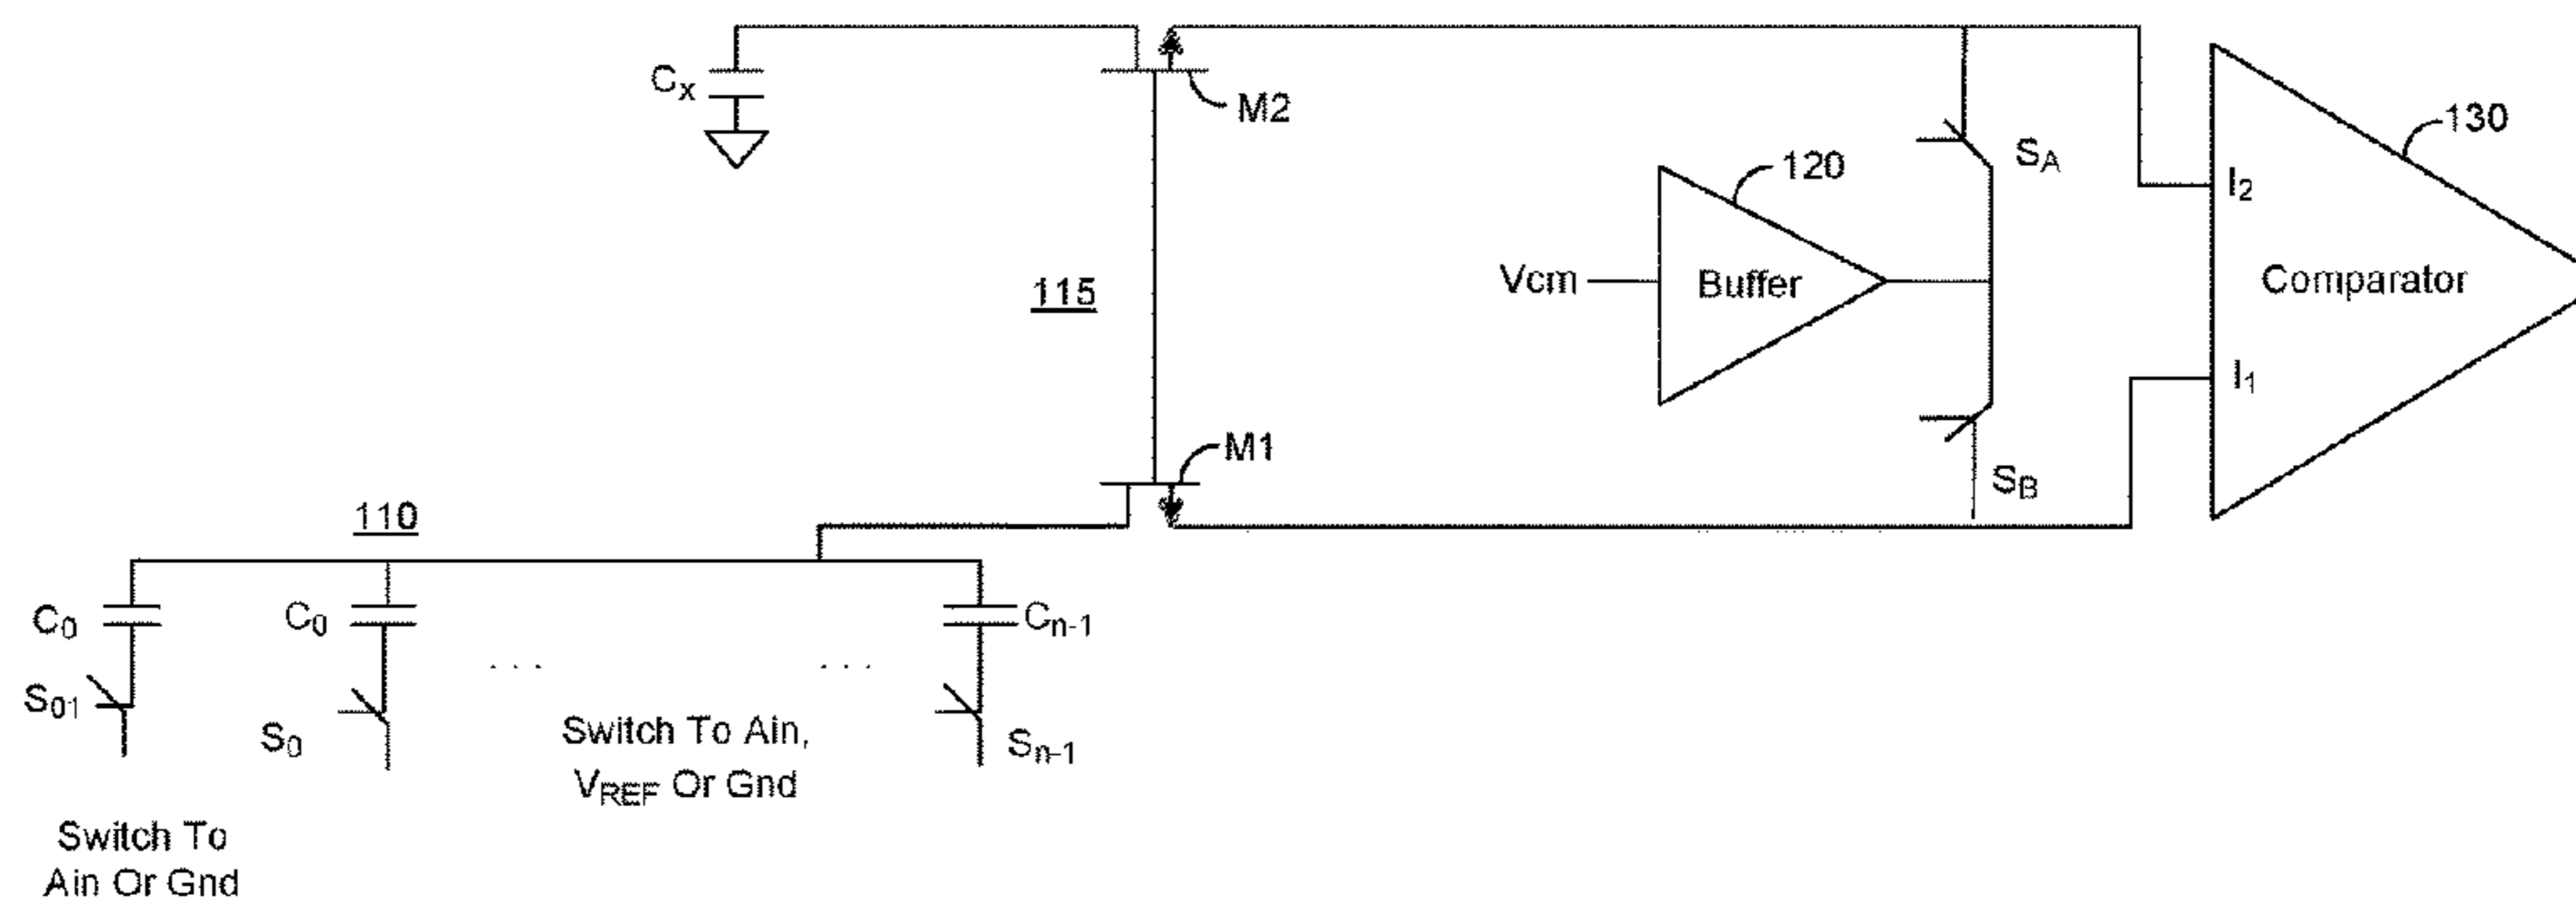 Cx
M2
130
SA
120
I2
Vcm
Buffer
Comparator
115
I1
M1
SB
110
C0
C0
Cn-1
. . .
. . .
S01
S0
Switch To Ain,
VREF Or Gnd
Sn-1
Switch To
Ain Or Gnd